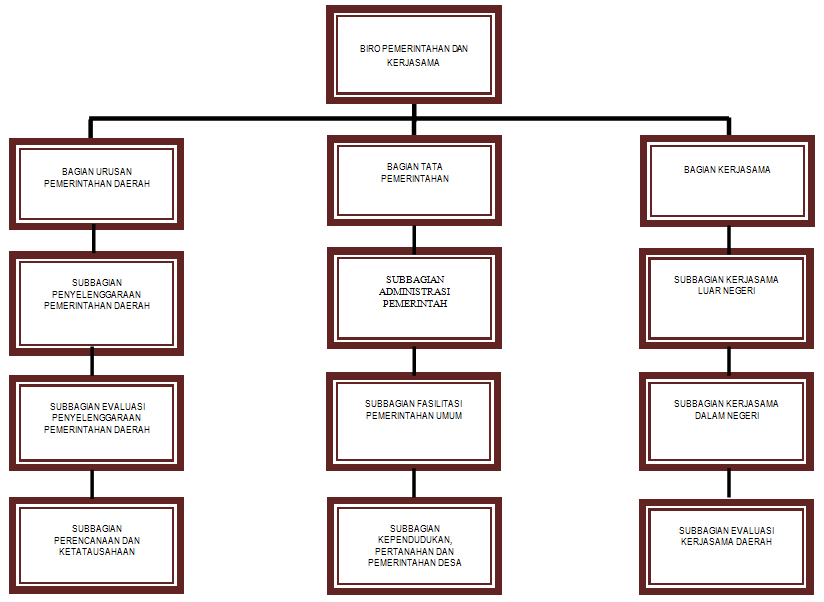 BIRO PEMERINTAHAN DAN
KERJASAMA
BAGIAN URUSAN
PEMERINTAHAN DAERAH
BAGIAN TATA
PEMERINTAHAN
BAGIAN KERJASAMA
SUBBAGIAN
PENYELENGGARAAN
PEMERINTAHAN DAERAH
SUBBAGIAN
ADMINISTRASI
PEMERINTAH
SUBBAGIAN KERJASAMA
LUAR NEGERI
SUBBAGIAN EVALUASI
PENYELENGGARAAN
PEMERINTAHAN DAERAH
SUBBAGIAN FASILITASI
PEMERINTAHAN UMUM
SUBBAGIAN KERJASAMA
DALAM NEGERI
SUBBAGIAN
PERENCANAAN DAN
KETATAUSAHAAN
SUBBAGIAN
KEPENDUDUKAN,
PERTANAHAN DAN
PEMERINTAHAN DESA
SUBBAGIAN EVALUASI
KERJASAMA DAERAH